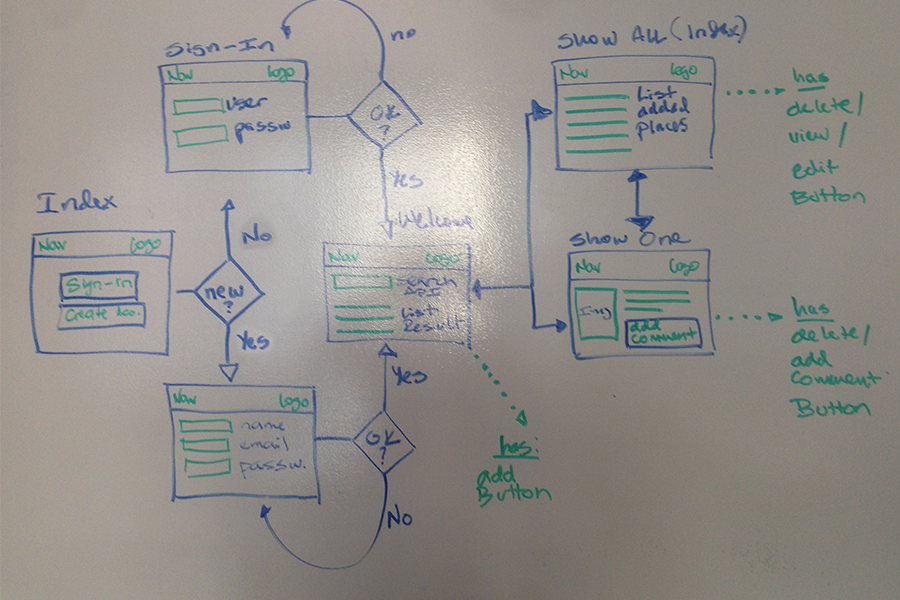 Sign-In
Nav Logo
user
passw
no
OK
?
Yes
Index
Nav Logo
Sign-In
Create Acc.
No
new
?
Yes
Nav Logo
name
email
passw.
OK
?
Yes
No
Welcome
Nav Logo
search
API
List
Result
has:
add
Button
Show All (Index)
Nav Logo
List
added
places
has
delete/
view/
edit
Button
Show One
Nav Logo
Img
add
comment
has
delete/
add
Comment
Button